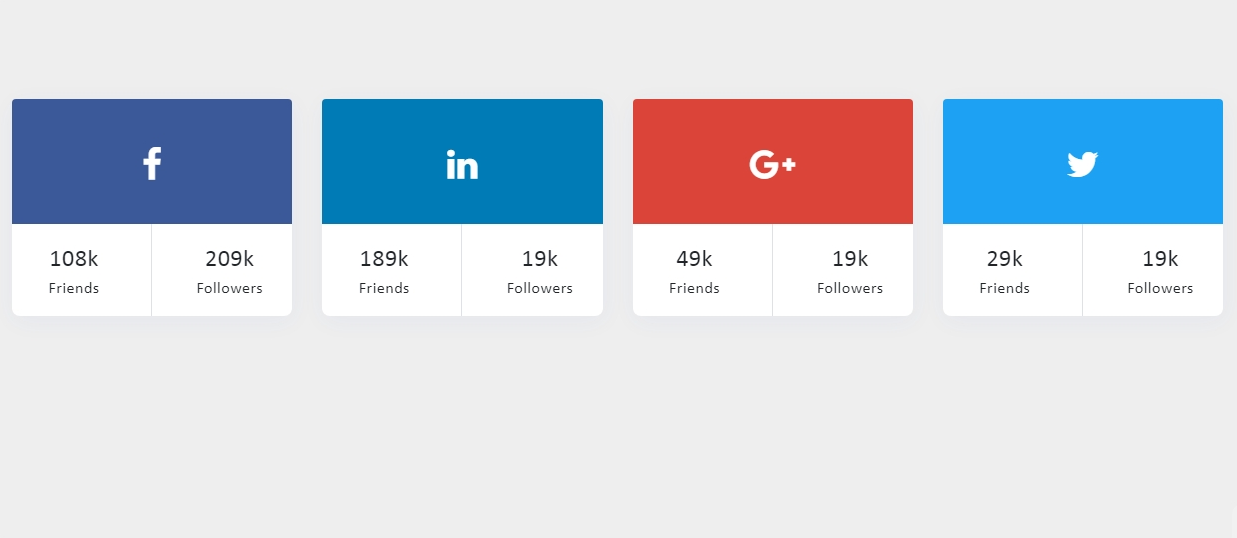 f
in
G+
108k
Friends
209k
Followers
189k
Friends
19k
Followers
49k
Friends
19k
Followers
29k
Friends
19k
Followers